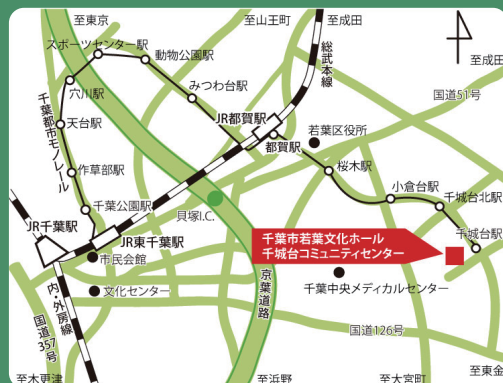 至東京
至山王町
至成田
スポーツセンター駅
動物公園駅
総武本線
至成田
穴川駅
みつわ台駅
国道51号
千葉都市モノレール
天台駅
JR都賀駅
若葉区役所
都賀駅
作草部駅
桜木駅
小倉台駅
千城台北駅
千葉公園駅
貝塚I.C.
JR千葉駅
JR東千葉駅
千葉市若葉文化ホール
千城台コミュニティセンター
千城台駅
市民会館
千葉中央メディカルセンター
文化センター
内・外房線
京葉道路
国道357号
国道126号
至木更津
至浜野
至大宮町
至東金